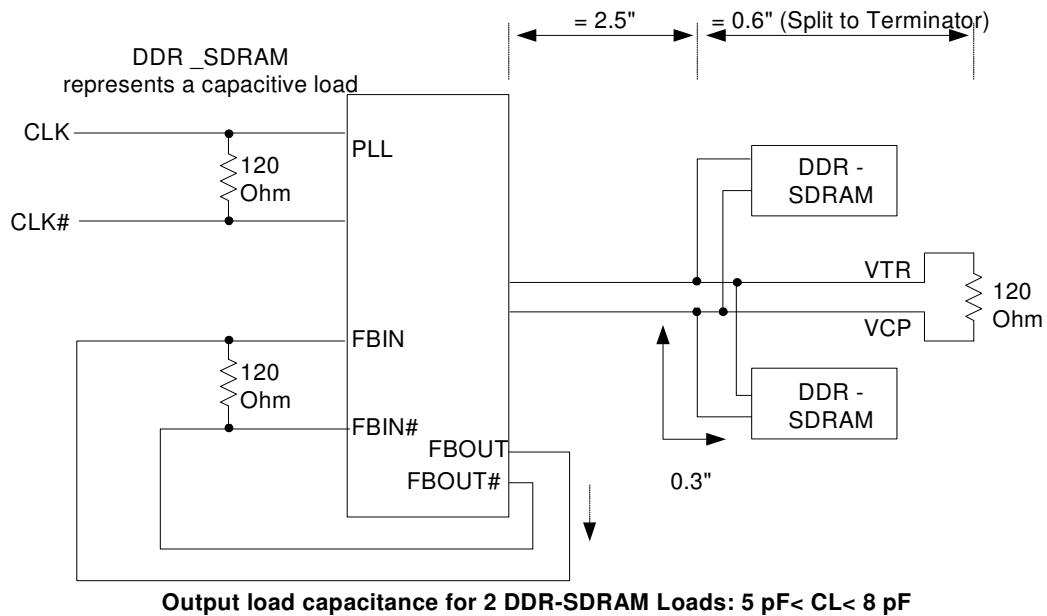 = 2.5"
= 0.6" (Split to Terminator)
DDR _SDRAM
represents a capacitive load
CLK
PLL
120
Ohm
CLK#
DDR -
SDRAM
VTR
120
Ohm
VCP
FBIN
120
Ohm
FBIN#
DDR -
SDRAM
FBOUT
FBOUT#
0.3"
Output load capacitance for 2 DDR-SDRAM Loads: 5 pF< CL< 8 pF